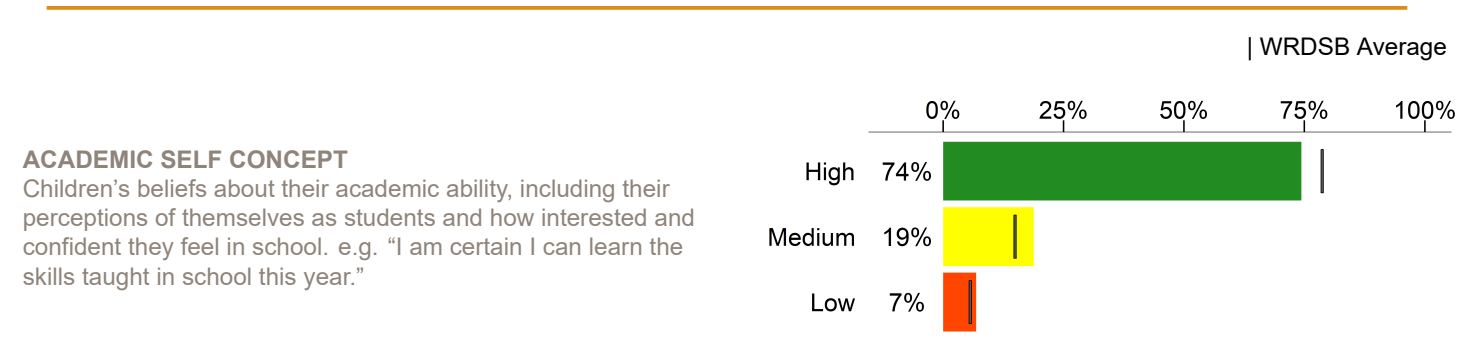 | WRDSB Average
0% 25% 50% 75% 100%
ACADEMIC SELF CONCEPT
Children’s beliefs about their academic ability, including their
perceptions of themselves as students and how interested and
confident they feel in school. e.g. “I am certain I can learn the
skills taught in school this year.”
High 74%
Medium 19%
Low 7%